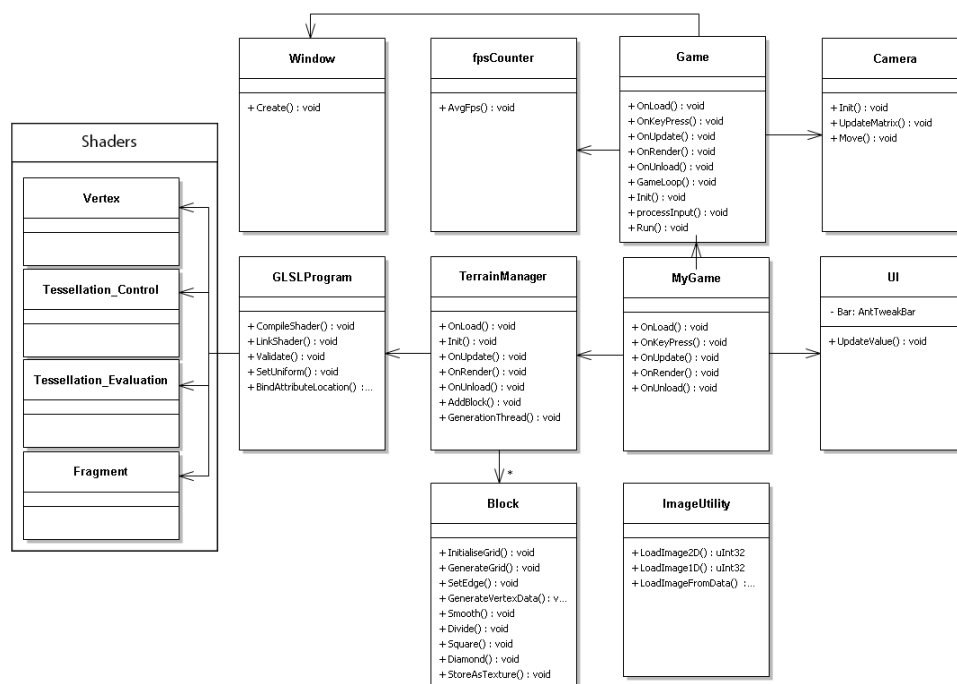 Window
+ Create() : void
fpsCounter
+ AvgFps() : void
Game
+ OnLoad() : void
+ OnKeyPress() : void
+ OnUpdate() : void
+ OnRender() : void
+ OnUnload() : void
+ GameLoop() : void
+ Init() : void
+ processInput() : void
+ Run() : void
Camera
+ Init() : void
+ UpdateMatrix() : void
+ Move() : void
Shaders
Vertex
Tessellation_Control
Tessellation_Evaluation
Fragment
GLSLProgram
+ CompileShader() : void
+ LinkShader() : void
+ Validate() : void
+ SetUniform() : void
+ BindAttributeLocation() :...
TerrainManager
+ OnLoad() : void
+ Init() : void
+ OnUpdate() : void
+ OnRender() : void
+ OnUnload() : void
+ AddBlock() : void
+ GenerationThread() : void
MyGame
+ OnLoad() : void
+ OnKeyPress() : void
+ OnUpdate() : void
+ OnRender() : void
+ OnUnload() : void
UI
- Bar: AntTweakBar
+ UpdateValue() : void
*
Block
+ InitialiseGrid() : void
+ GenerateGrid() : void
+ SetEdge() : void
+ GenerateVertexData() : v...
+ Smooth() : void
+ Divide() : void
+ Square() : void
+ Diamond() : void
+ StoreAsTexture() : void
ImageUtility
+ LoadImage2D() : uInt32
+ LoadImage1D() : uInt32
+ LoadImageFromData() :...